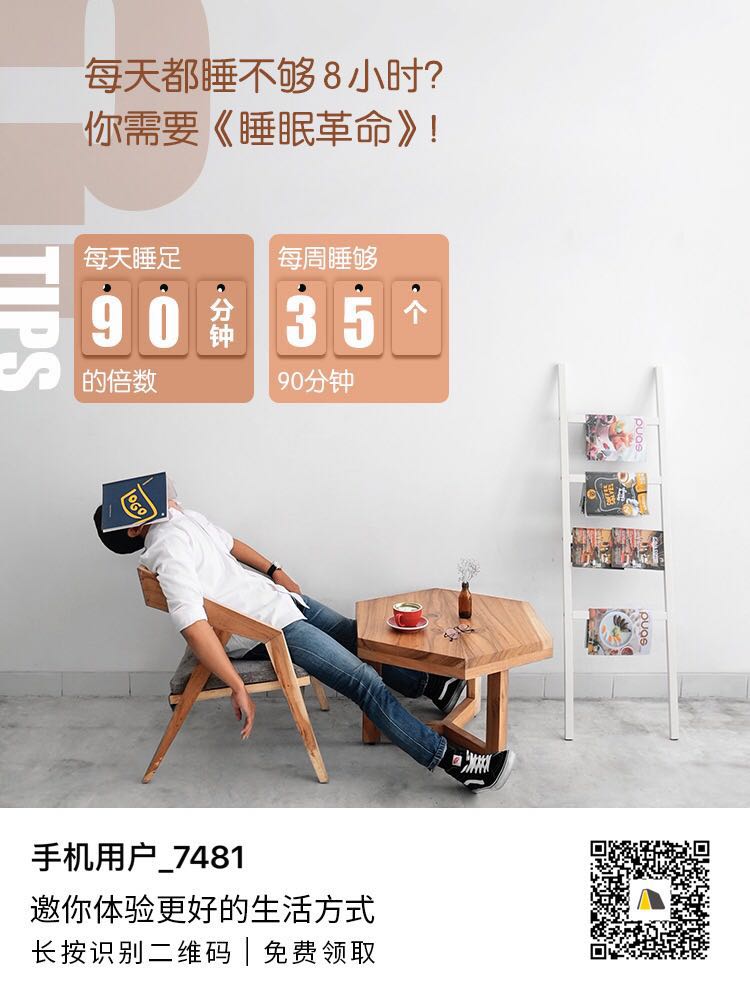 每天都睡不够8小时?
你需要《睡眠革命》!
TIPS
每天睡足
90分钟
的倍数
每周睡够
35个
90分钟
LOGO
手机用户_7481
邀你体验更好的生活方式
长按识别二维码 | 免费领取